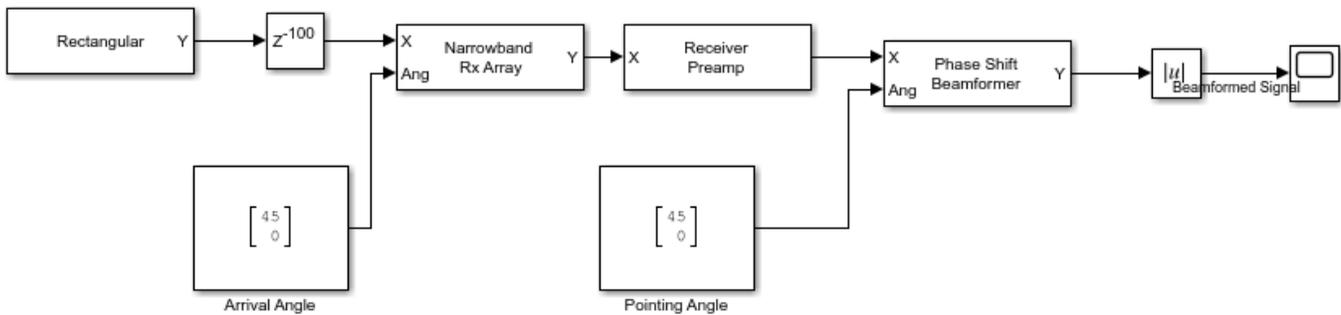 Rectangular
Y
Z-100
X
Ang
Narrowband
Rx Array
Y
X
Receiver
Preamp
X
Ang
Phase Shift
Beamformer
Y
|u|
Beamformed Signal
45
0
Arrival Angle
45
0
Pointing Angle